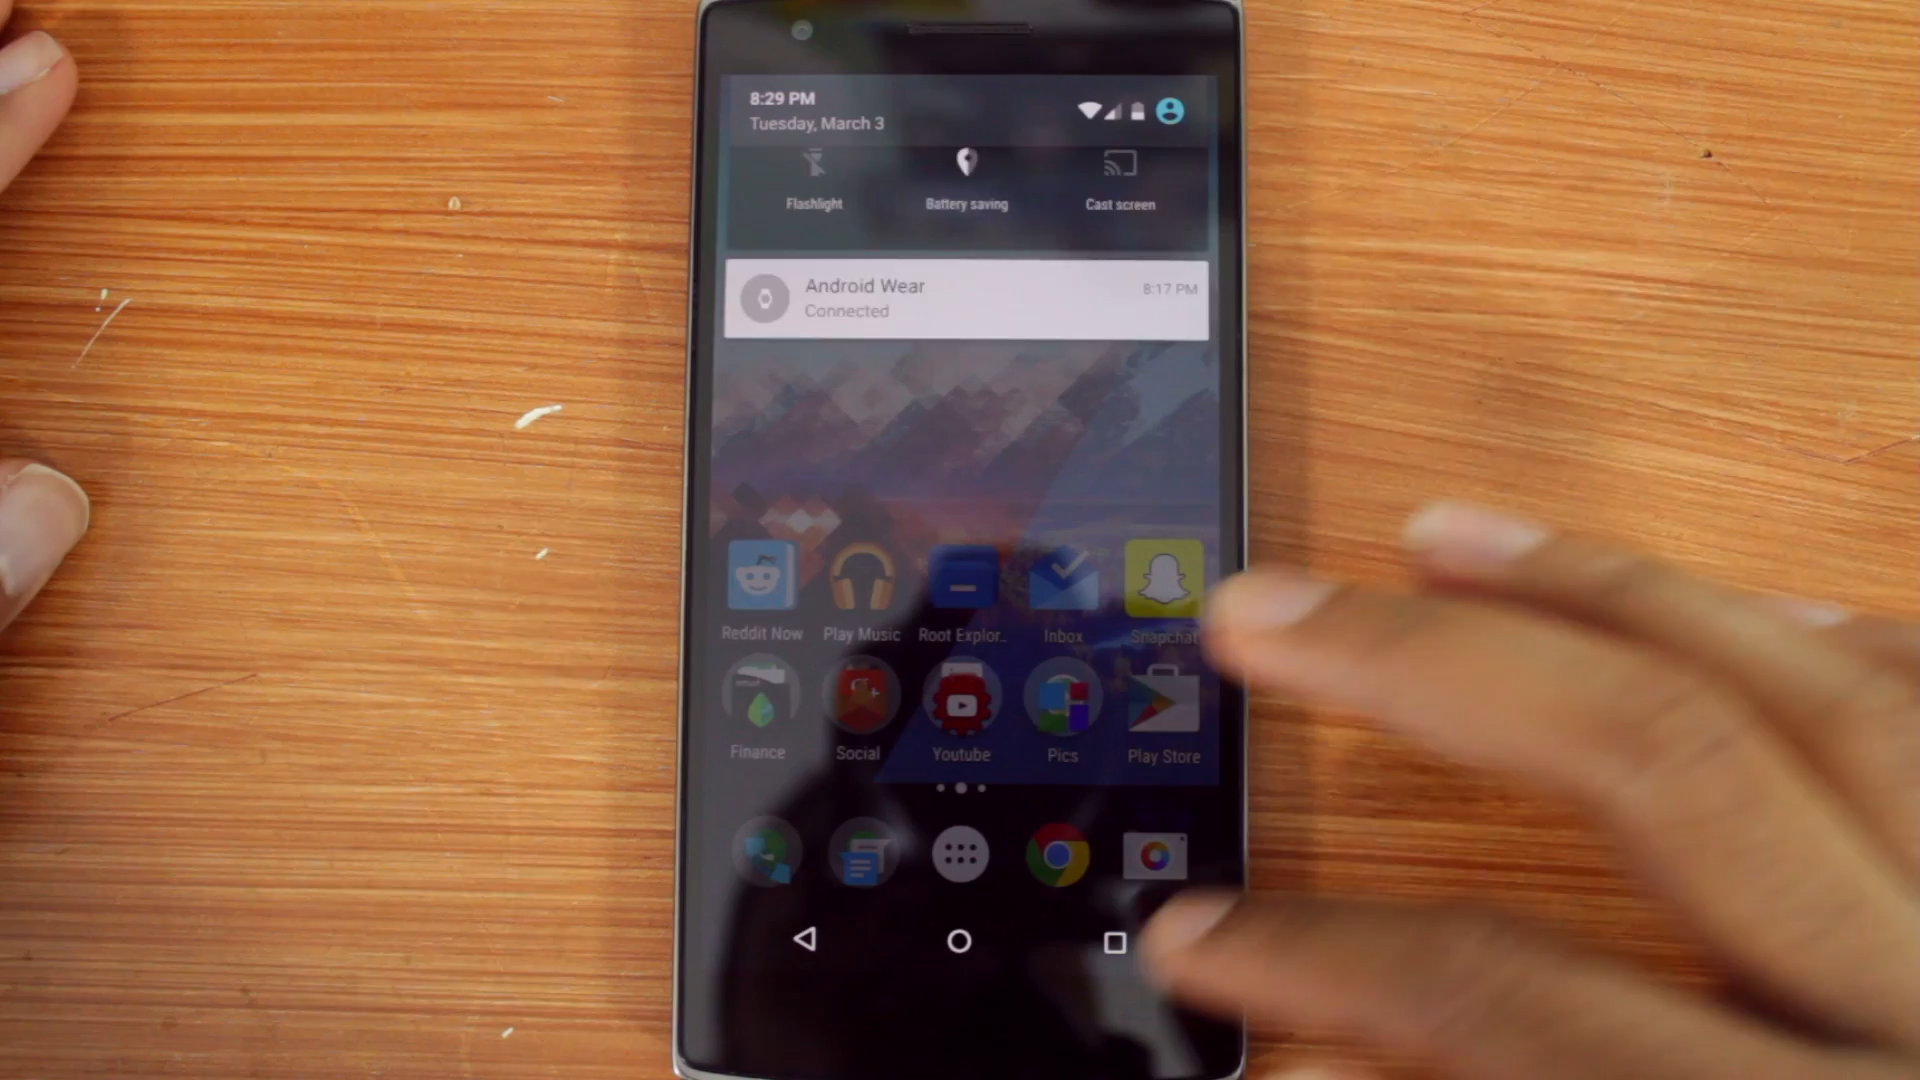 8:29 PM
Tuesday, March 3
Flashlight
Battery saving
Cast screen
Android Wear
8:17 PM
Connected
Reddit Now
Play Music
Root Explor..
Inbox
Snapchat
Finance
Social
Youtube
Pics
Play Store